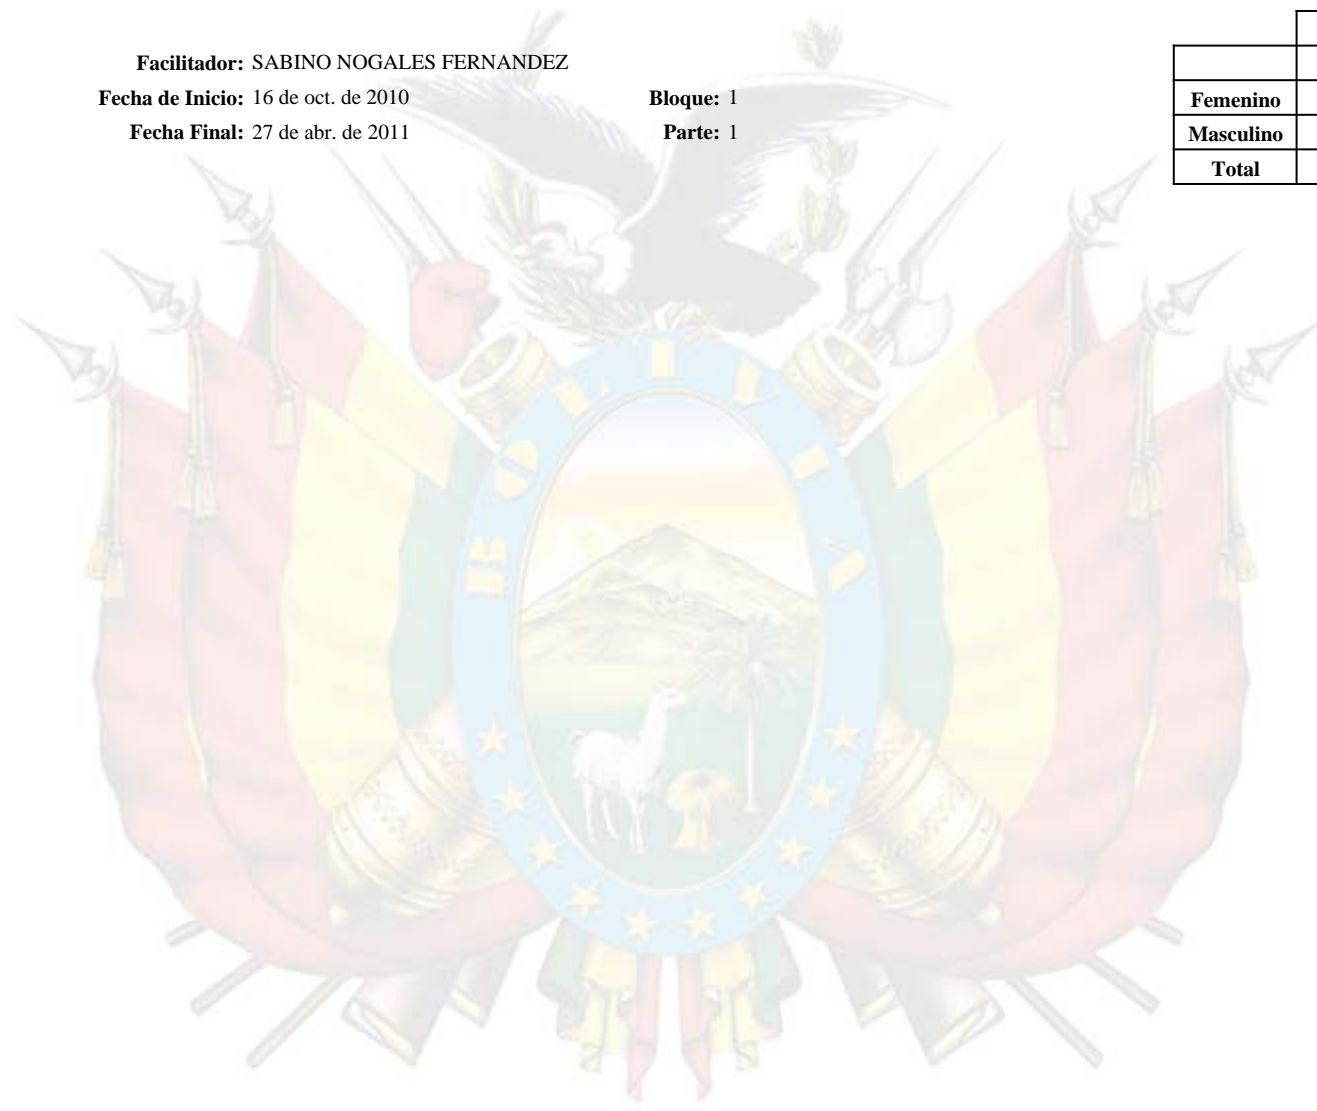 Facilitador: SABINO NOGALES FERNANDEZ
Fecha de Inicio: 16 de oct. de 2010 Bloque: 1
Fecha Final: 27 de abr. de 2011 Parte: 1
Femenino
Masculino
Total
BOLIVIA